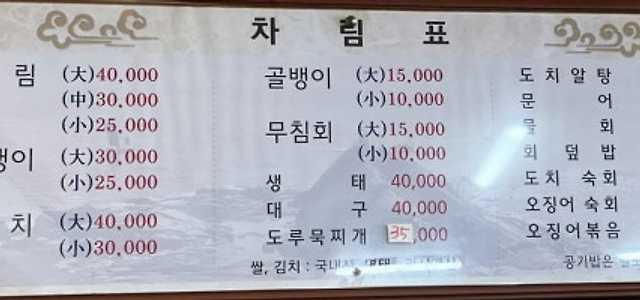 차 림 표
림 (大)40,000
(中)30,000
(小)25,000
뱅이 (大)30,000
(小)25,000
치 (大)40,000
(小)30,000
골뱅이 (大)15,000
(小)10,000
무침회 (大)15,000
(小)10,000
생 태 40,000
대 구 40,000
도루묵찌개 35,000
쌀, 김치 : 국내산
도 치 알 탕
문 어
물 회
회 덮 밥
도 치 숙 회
오징어 숙회
오징어볶음
공기밥은